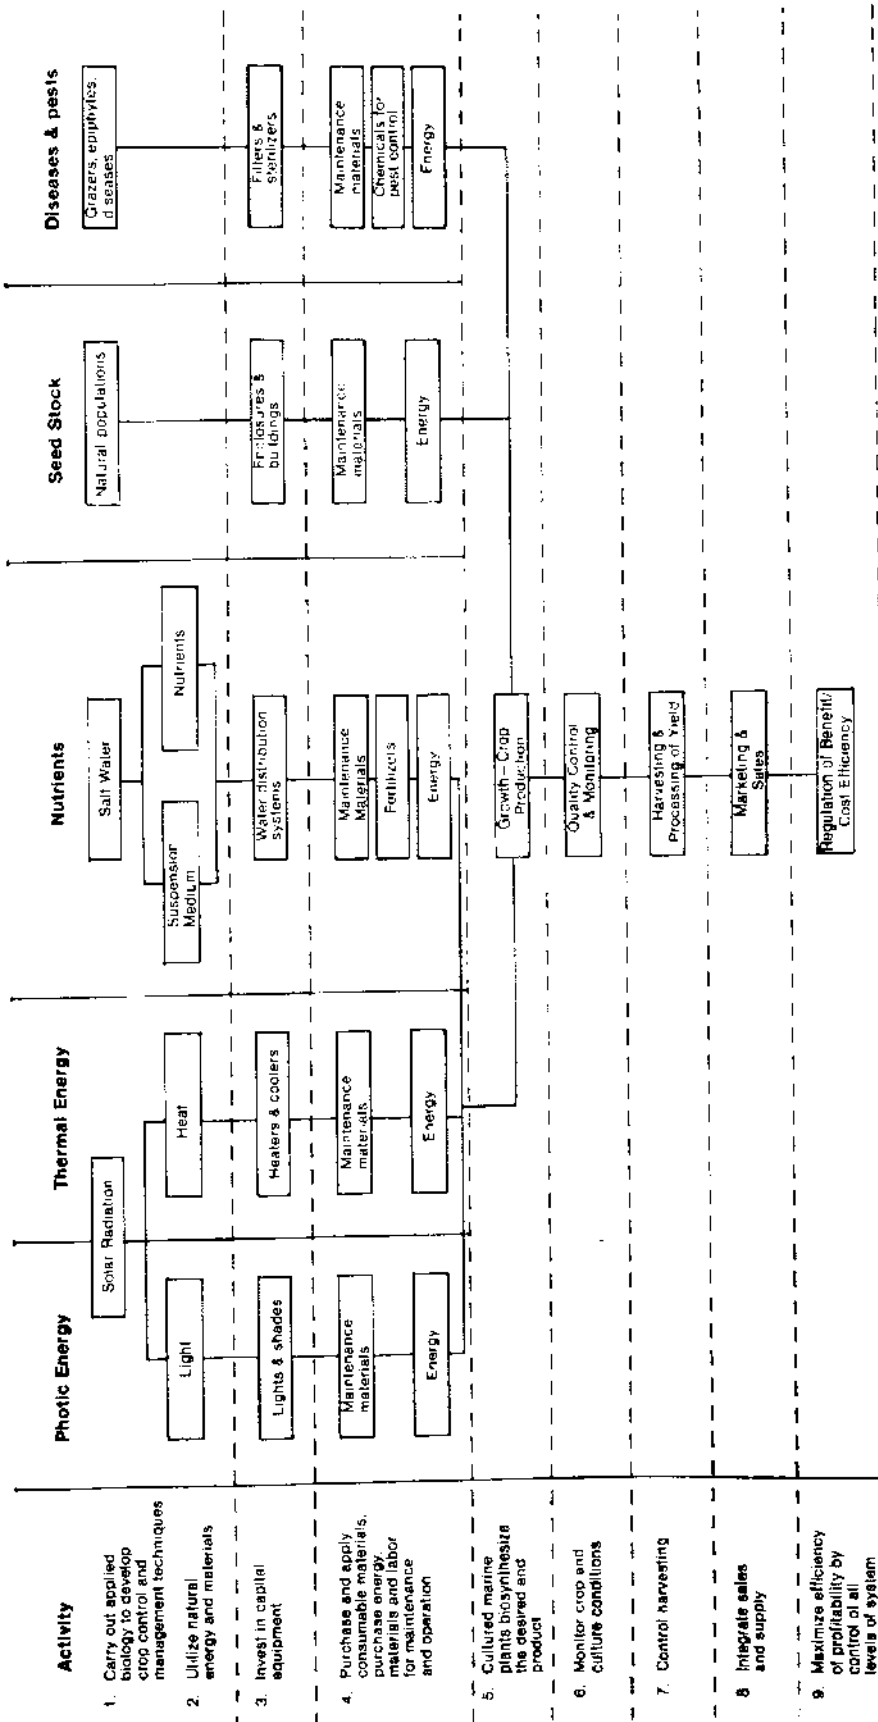 Activity
Photic Energy
Thermal Energy
Nutrients
Seed Stock
Diseases & pests
1. Carry out applied
biology to develop
crop control and
management techniques
Solar Radiation
Salt Water
Natural populations
Grazers, epiphytes,
diseases
2. Utilize natural
energy and materials
Light
Heat
Suspension
Medium
Nutrients
3. Invest in capital
equipment
Lights & shades
Heaters & coolers
Water distribution
systems
Enclosures &
buildings
Filters &
sterilizers
4. Purchase and apply
consumable materials,
purchase energy,
materials and labor
for maintenance
and operation
Maintenance
materials
Energy
Maintenance
materials
Energy
Maintenance
Materials
Fertilizers
Energy
Maintenance
materials
Energy
Maintenance
materials
Chemicals for
pest control
Energy
5. Cultured marine
plants biosynthesize
the desired end
product
Growth–Crop
Production
6. Monitor crop and
culture conditions
Quality Control
& Monitoring
7. Control harvesting
Harvesting &
Processing of Yield
8 Integrate sales
and supply
Marketing &
Sales
9. Maximize efficiency
of profitability by
control of all
levels of system
Regulation of Benefit/
Cost Efficiency